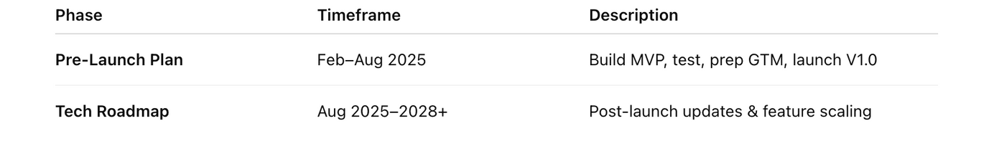 Phase Timeframe Description
Pre-Launch Plan Feb–Aug 2025 Build MVP, test, prep GTM, launch V1.0
Tech Roadmap Aug 2025–2028+ Post-launch updates & feature scaling